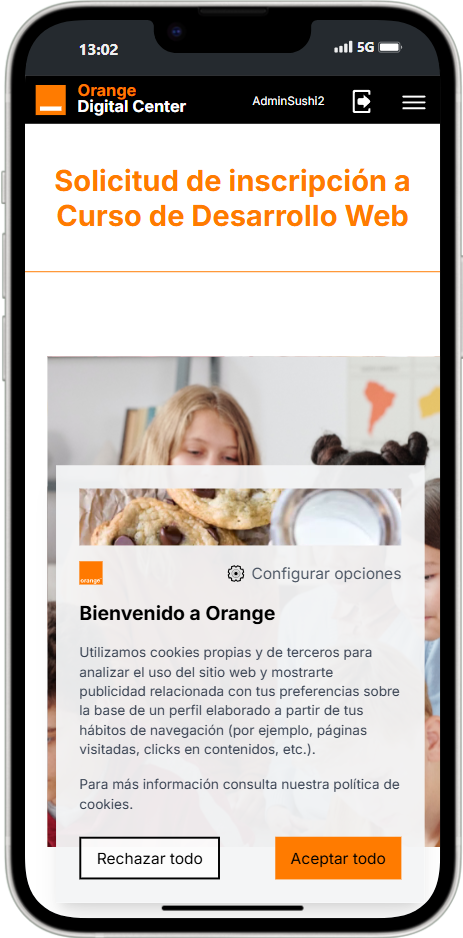 13:02
5G
Orange
Digital Center
AdminSushi2
Solicitud de inscripción a
Curso de Desarrollo Web
orange
Configurar opciones
Bienvenido a Orange
Utilizamos cookies propias y de terceros para
analizar el uso del sitio web y mostrarte
publicidad relacionada con tus preferencias sobre
la base de un perfil elaborado a partir de tus
hábitos de navegación (por ejemplo, páginas
visitadas, clicks en contenidos, etc.).
Para más información consulta nuestra política de
cookies.
Rechazar todo
Aceptar todo